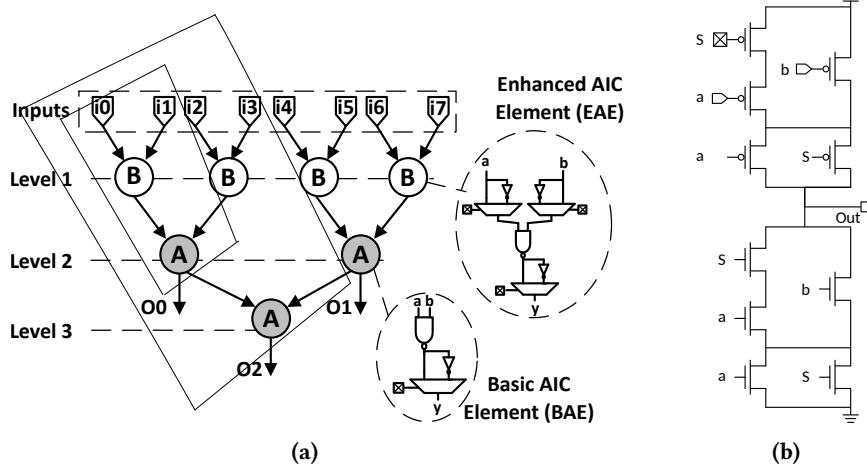 Inputs
i0 i1 i2 i3 i4 i5 i6 i7
Level 1
B B B B
Level 2
A A
O0 O1
Level 3
A
O2
Enhanced AIC
Element (EAE)
a b
y
a b
y
Basic AIC
Element (BAE)
(a)
S
b
a
a S
Out
S
b
a
a S
(b)